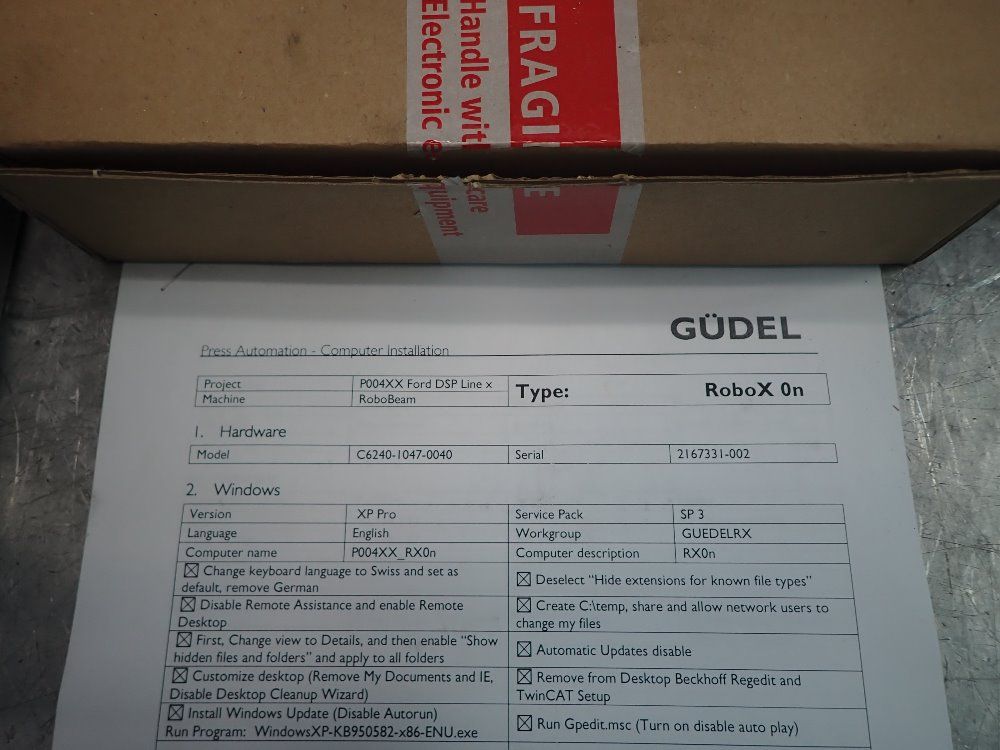 FRAGILE
Handle with care
Electronic equipment
GÜDEL
Press Automation - Computer Installation
Project P004XX Ford DSP Line x Type: RoboX 0n
Machine RoboBeam
1. Hardware
Model C6240-1047-0040 Serial 2167331-002
2. Windows
Version XP Pro Service Pack SP 3
Language English Workgroup GUEDELRX
Computer name P004XX_RX0n Computer description RX0n
☒ Change keyboard language to Swiss and set as
default, remove German
☒ Deselect "Hide extensions for known file types"
☒ Disable Remote Assistance and enable Remote
Desktop
☒ Create C:\temp, share and allow network users to
change my files
☒ First, Change view to Details, and then enable "Show
hidden files and folders" and apply to all folders
☒ Automatic Updates disable
☒ Customize desktop (Remove My Documents and IE,
Disable Desktop Cleanup Wizard)
☒ Remove from Desktop Beckhoff Regedit and
TwinCAT Setup
☒ Install Windows Update (Disable Autorun)
Run Program: WindowsXP-KB950582-x86-ENU.exe
☒ Run Gpedit.msc (Turn on disable auto play)